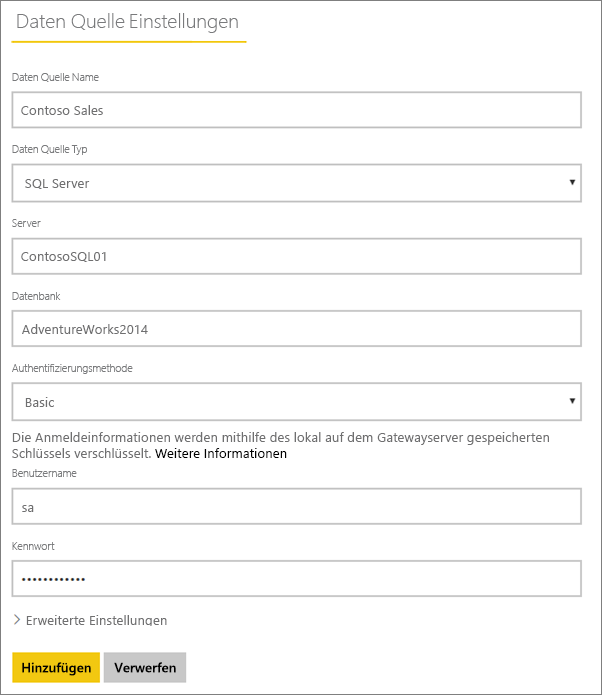 Daten Quelle Einstellungen
Daten Quelle Name
Contoso Sales
Daten Quelle Typ
SQL Server
Server
ContosoSQL01
Datenbank
AdventureWorks2014
Authentifizierungsmethode
Basic
Die Anmeldeinformationen werden mithilfe des lokal auf dem Gatewayserver gespeicherten
Schlüssels verschlüsselt. Weitere Informationen
Benutzername
sa
Kennwort
••••••••••••
Erweiterte Einstellungen
Hinzufügen Verwerfen